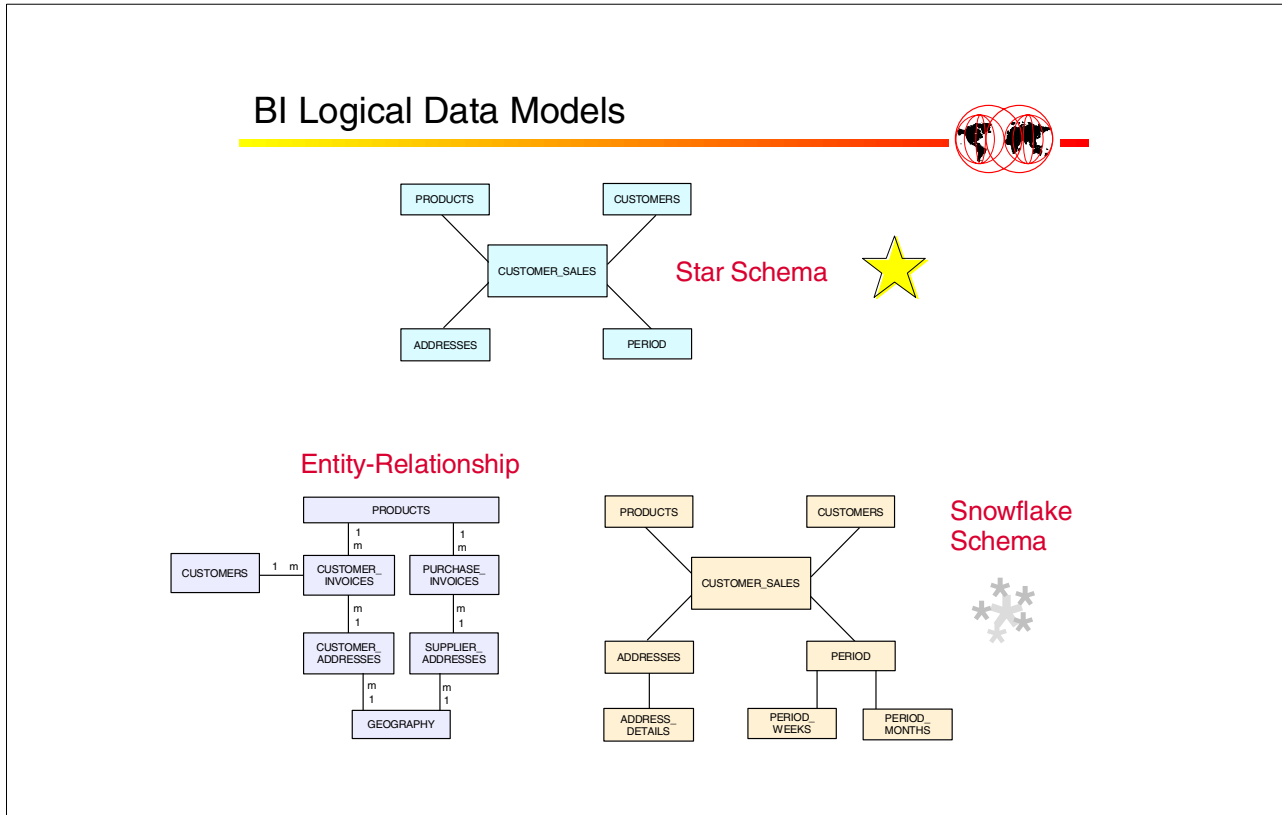 BI Logical Data Models
PRODUCTS
CUSTOMERS
CUSTOMER_SALES
Star Schema
ADDRESSES
PERIOD
Entity-Relationship
PRODUCTS
1
m
1
m
CUSTOMERS
1 m
CUSTOMER_
INVOICES
PURCHASE_
INVOICES
m
1
m
1
CUSTOMER_
ADDRESSES
SUPPLIER_
ADDRESSES
m
1
m
1
GEOGRAPHY
PRODUCTS
CUSTOMERS
Snowflake
Schema
CUSTOMER_SALES
ADDRESSES
PERIOD
ADDRESS_
DETAILS
PERIOD_
WEEKS
PERIOD_
MONTHS